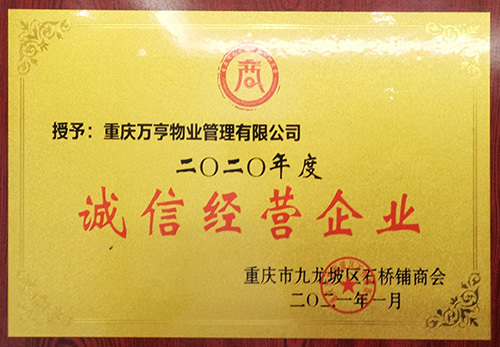 商
授予：重庆万亨物业管理有限公司
二〇二〇年度
诚信经营企业
重庆市九龙坡区石桥铺商会
二〇二一年一月